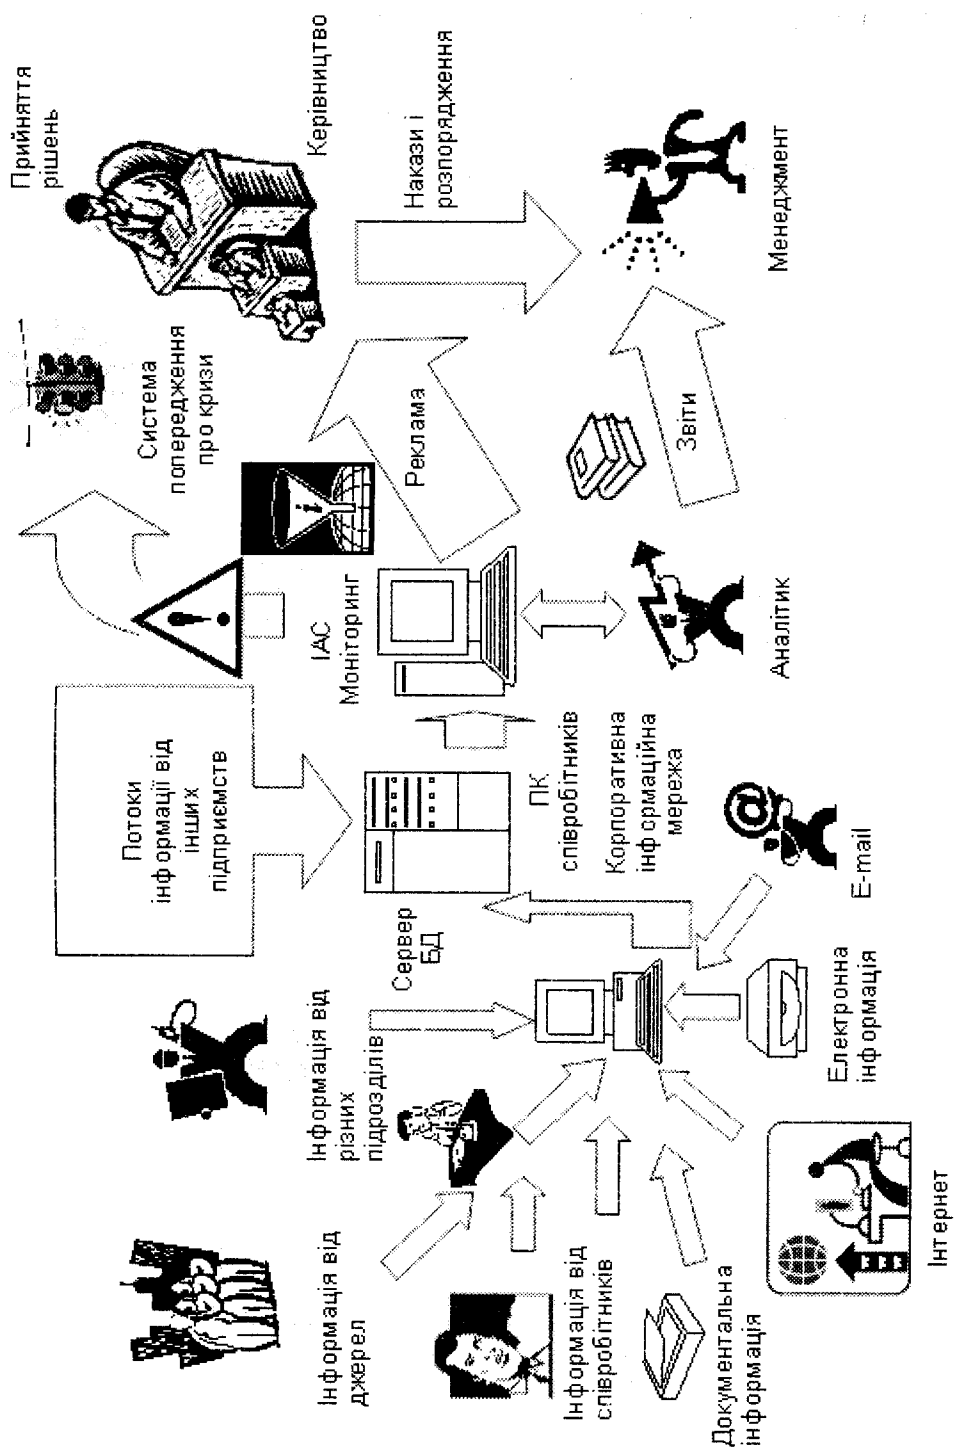 Інформація від
джерел
Інформація від
співробітників
Документальна
інформація
Інтернет
Інформація від
різних
підрозділів
Електронна
інформація
E-mail
Потоки
інформації від
інших
підприємств
Сервер
БД
ПК
співробітників
Корпоративна
інформаційна
мережа
ІАС
Моніторинг
Аналітик
Система
попередження
про кризи
Реклама
Звіти
Прийняття
рішень
Керівництво
Накази і
розпорядження
Менеджмент